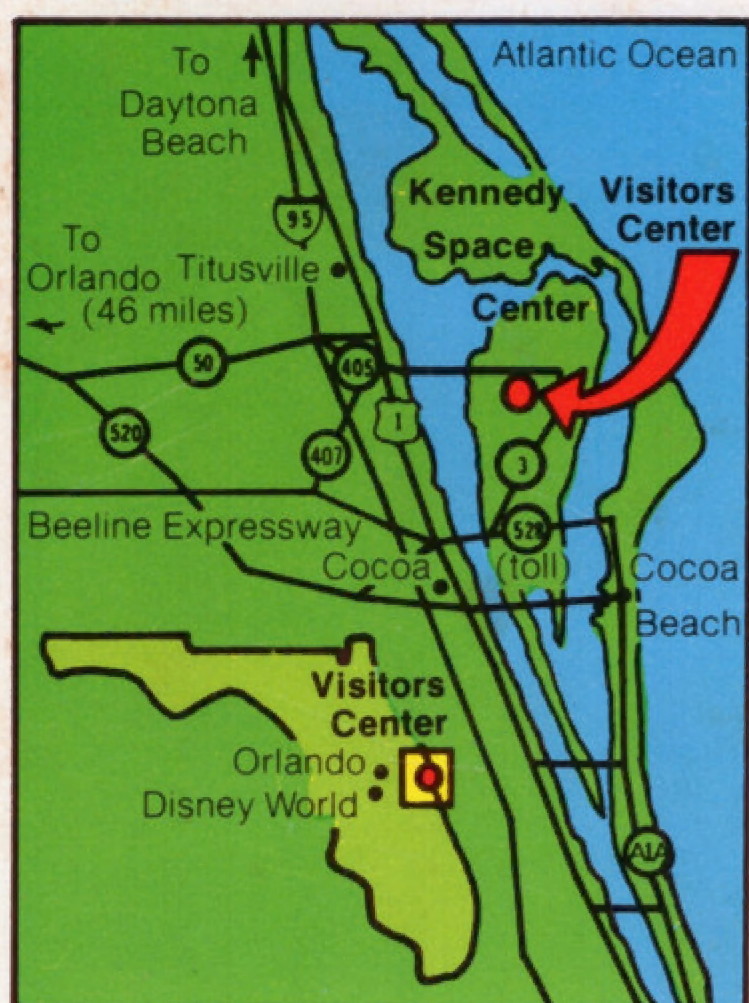 To
Daytona
Beach
Atlantic Ocean
95
Kennedy
Space
Center
Visitors
Center
To
Orlando
(46 miles)
Titusville
50
405
520
1
407
3
Beeline Expressway
528
(toll)
Cocoa
Cocoa
Beach
Visitors
Center
Orlando
Disney World
A1A